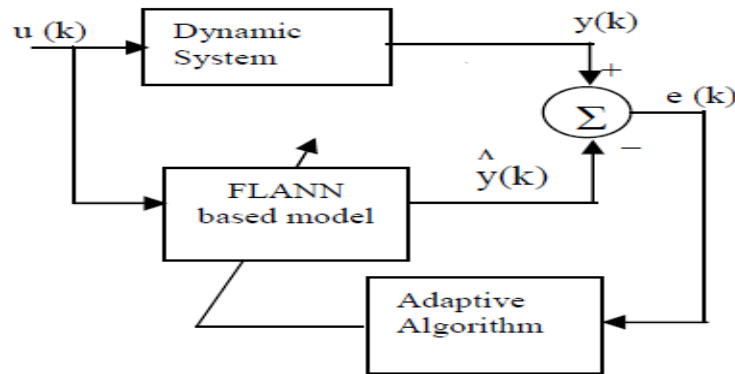 u (k)
Dynamic
System
y(k)
+
Σ
e (k)
−
FLANN
based model
^
y(k)
Adaptive
Algorithm